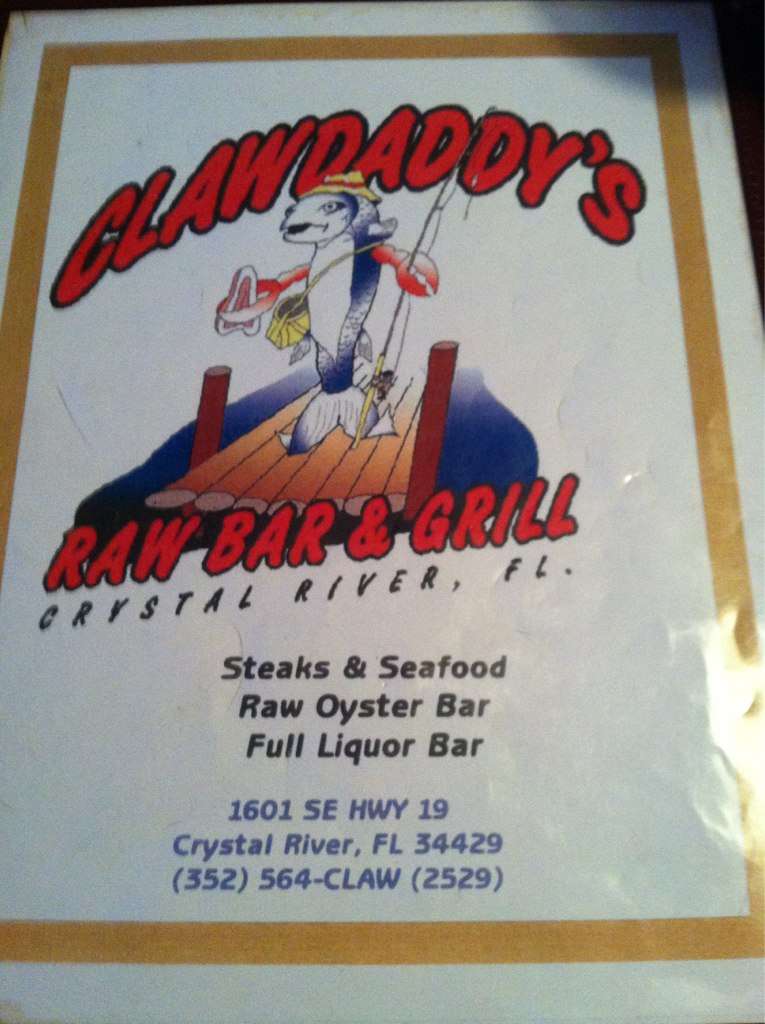 CLAWDADDY'S
RAW BAR & GRILL
CRYSTAL RIVER, FL.
Steaks & Seafood
Raw Oyster Bar
Full Liquor Bar
1601 SE HWY 19
Crystal River, FL 34429
(352) 564-CLAW (2529)